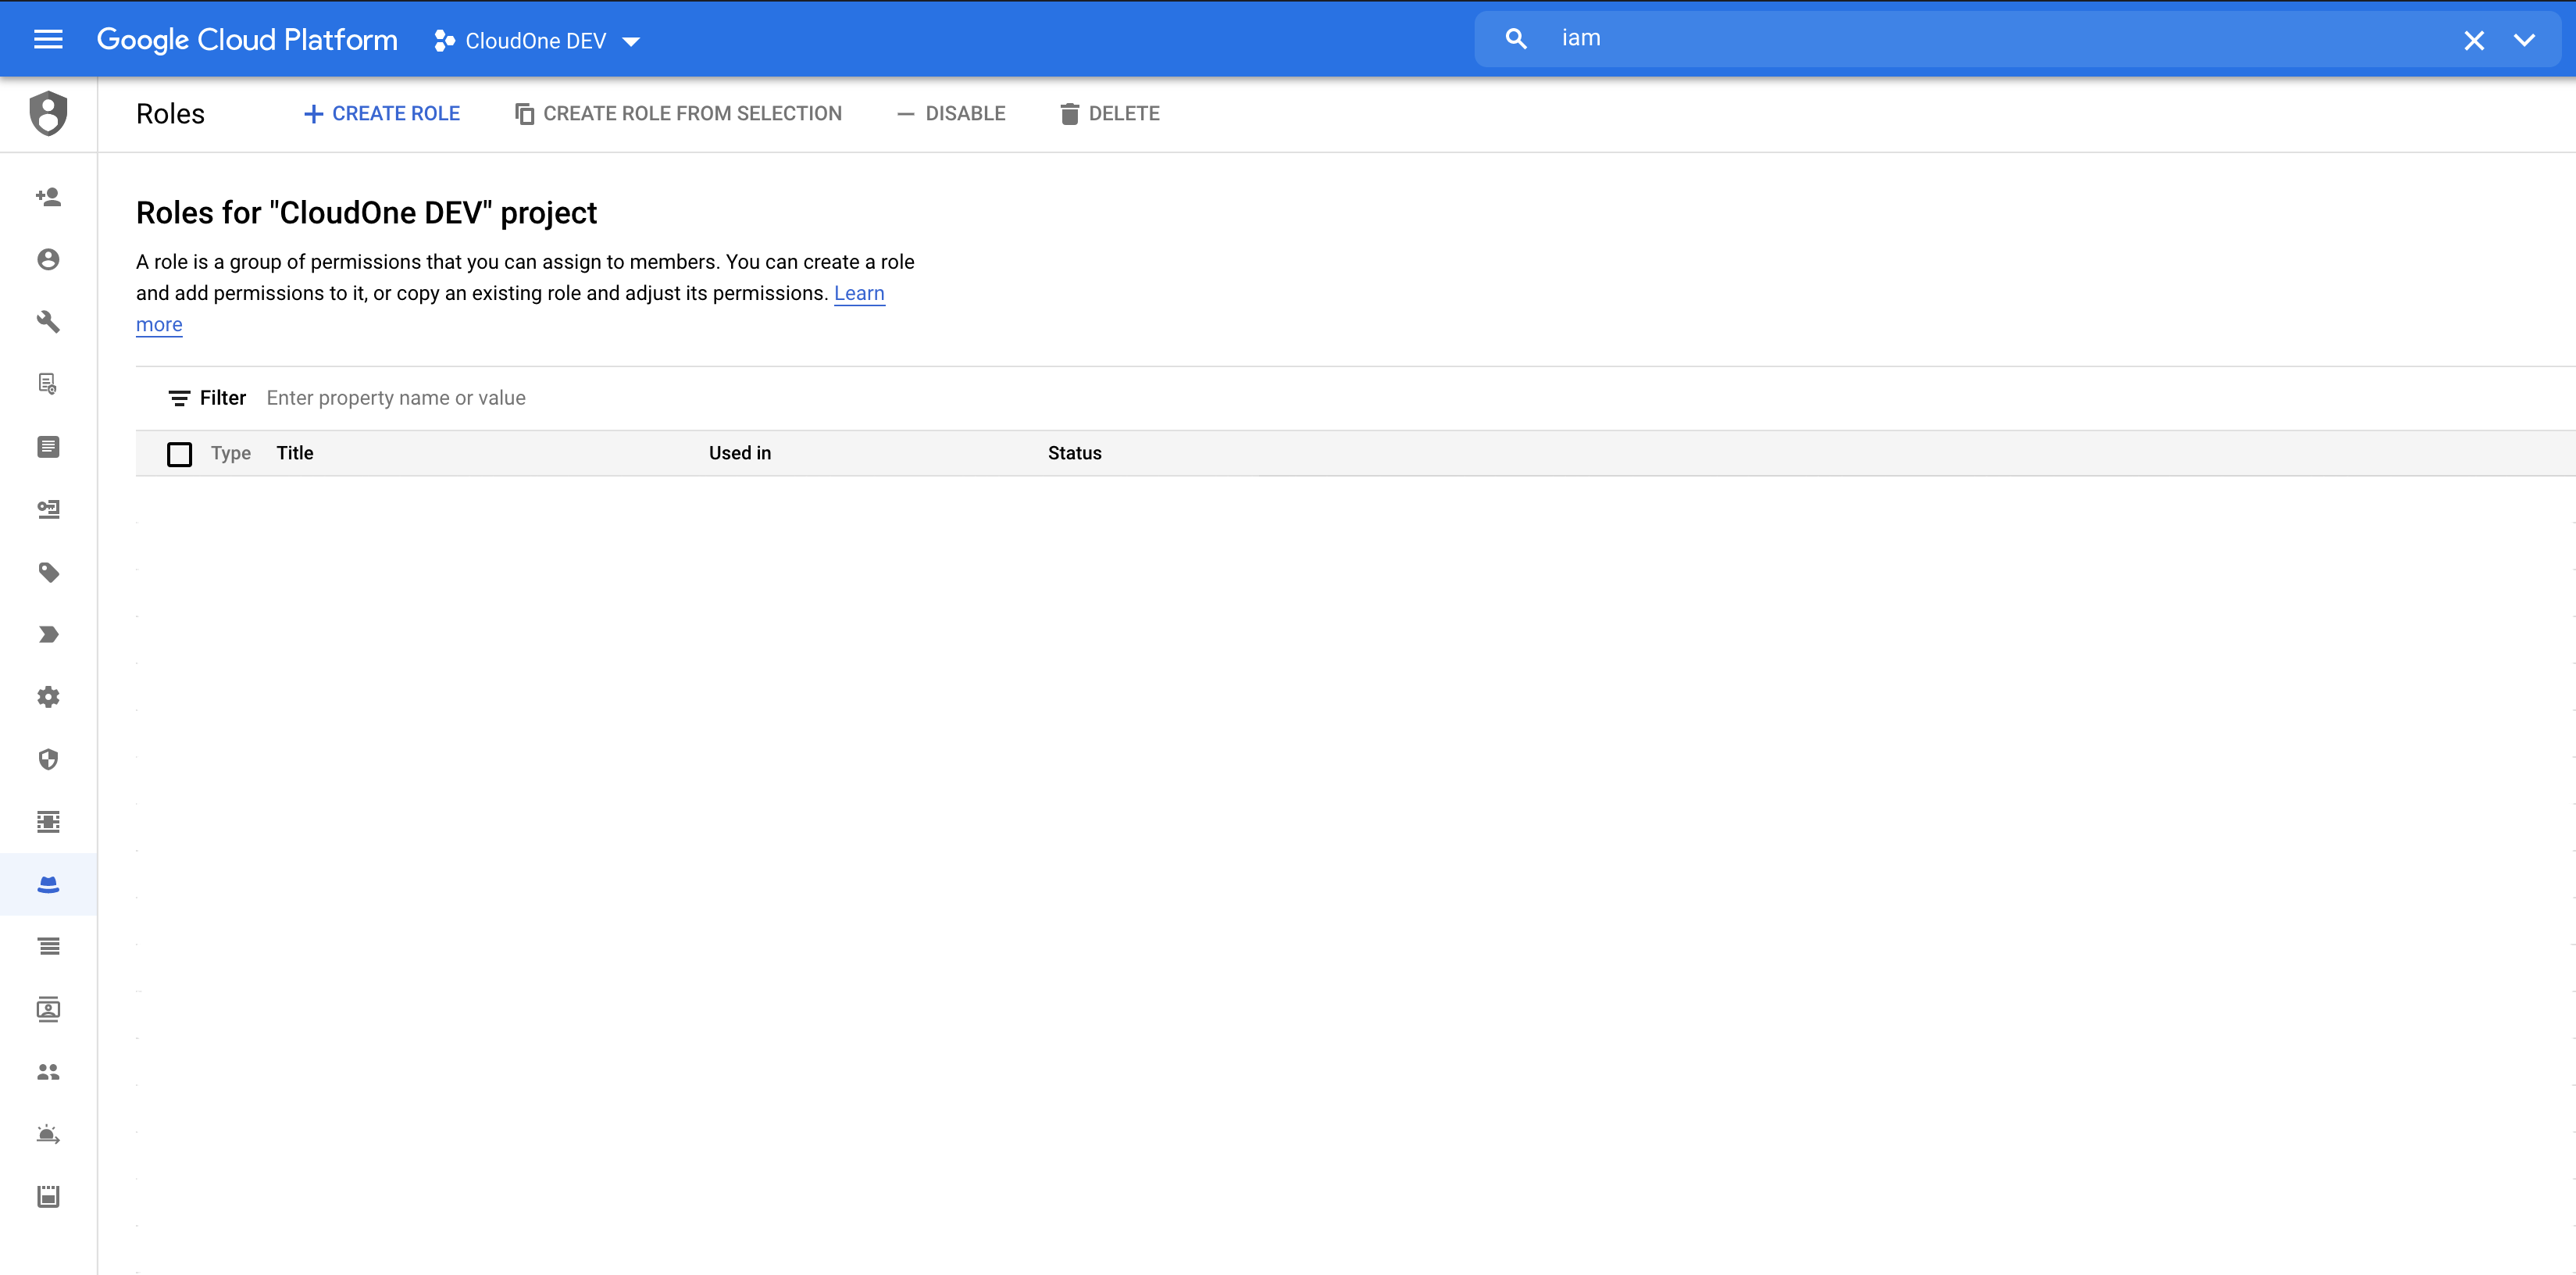 Google Cloud Platform CloudOne DEV iam
Roles CREATE ROLE CREATE ROLE FROM SELECTION DISABLE DELETE
Roles for "CloudOne DEV" project
A role is a group of permissions that you can assign to members. You can create a role
and add permissions to it, or copy an existing role and adjust its permissions. Learn
more
Filter Enter property name or value
Type Title Used in Status